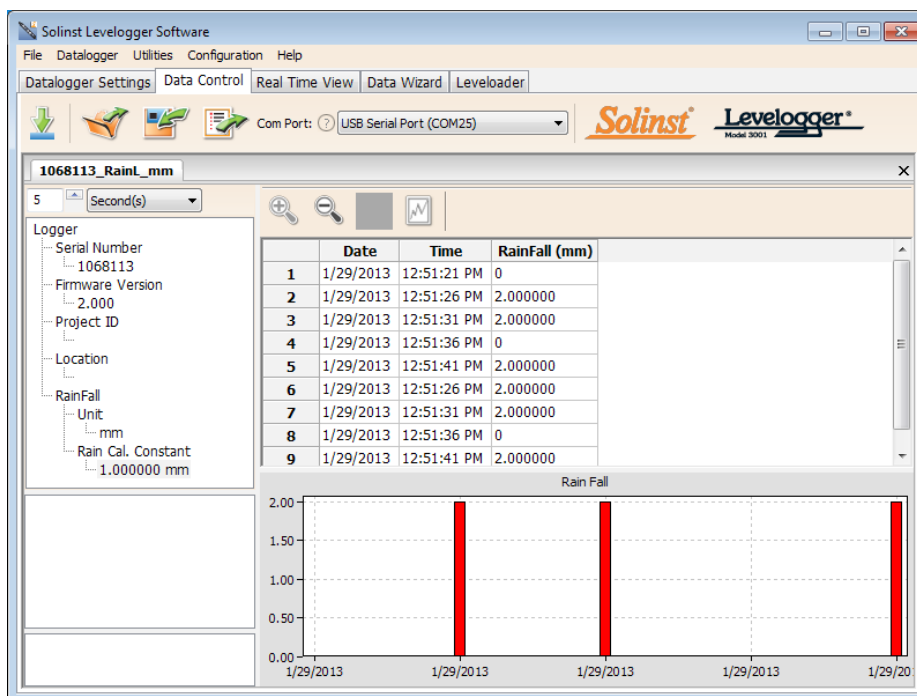 Solinst Levelogger Software
File Datalogger Utilities Configuration Help
Datalogger Settings Data Control Real Time View Data Wizard Leveloader
Com Port: ? USB Serial Port (COM25) Solinst® Levelogger®
Model 3001
1068113_RainL_mm
5 Second(s)
Logger
Serial Number
1068113
Firmware Version
2.000
Project ID
Location
RainFall
Unit
mm
Rain Cal. Constant
1.000000 mm
Date Time RainFall (mm)
1 1/29/2013 12:51:21 PM 0
2 1/29/2013 12:51:26 PM 2.000000
3 1/29/2013 12:51:31 PM 2.000000
4 1/29/2013 12:51:36 PM 0
5 1/29/2013 12:51:41 PM 2.000000
6 1/29/2013 12:51:26 PM 2.000000
7 1/29/2013 12:51:31 PM 2.000000
8 1/29/2013 12:51:36 PM 0
9 1/29/2013 12:51:41 PM 2.000000
Rain Fall
2.00
1.50
1.00
0.50
0.00
1/29/2013 1/29/2013 1/29/2013 1/29/2013 1/29/20